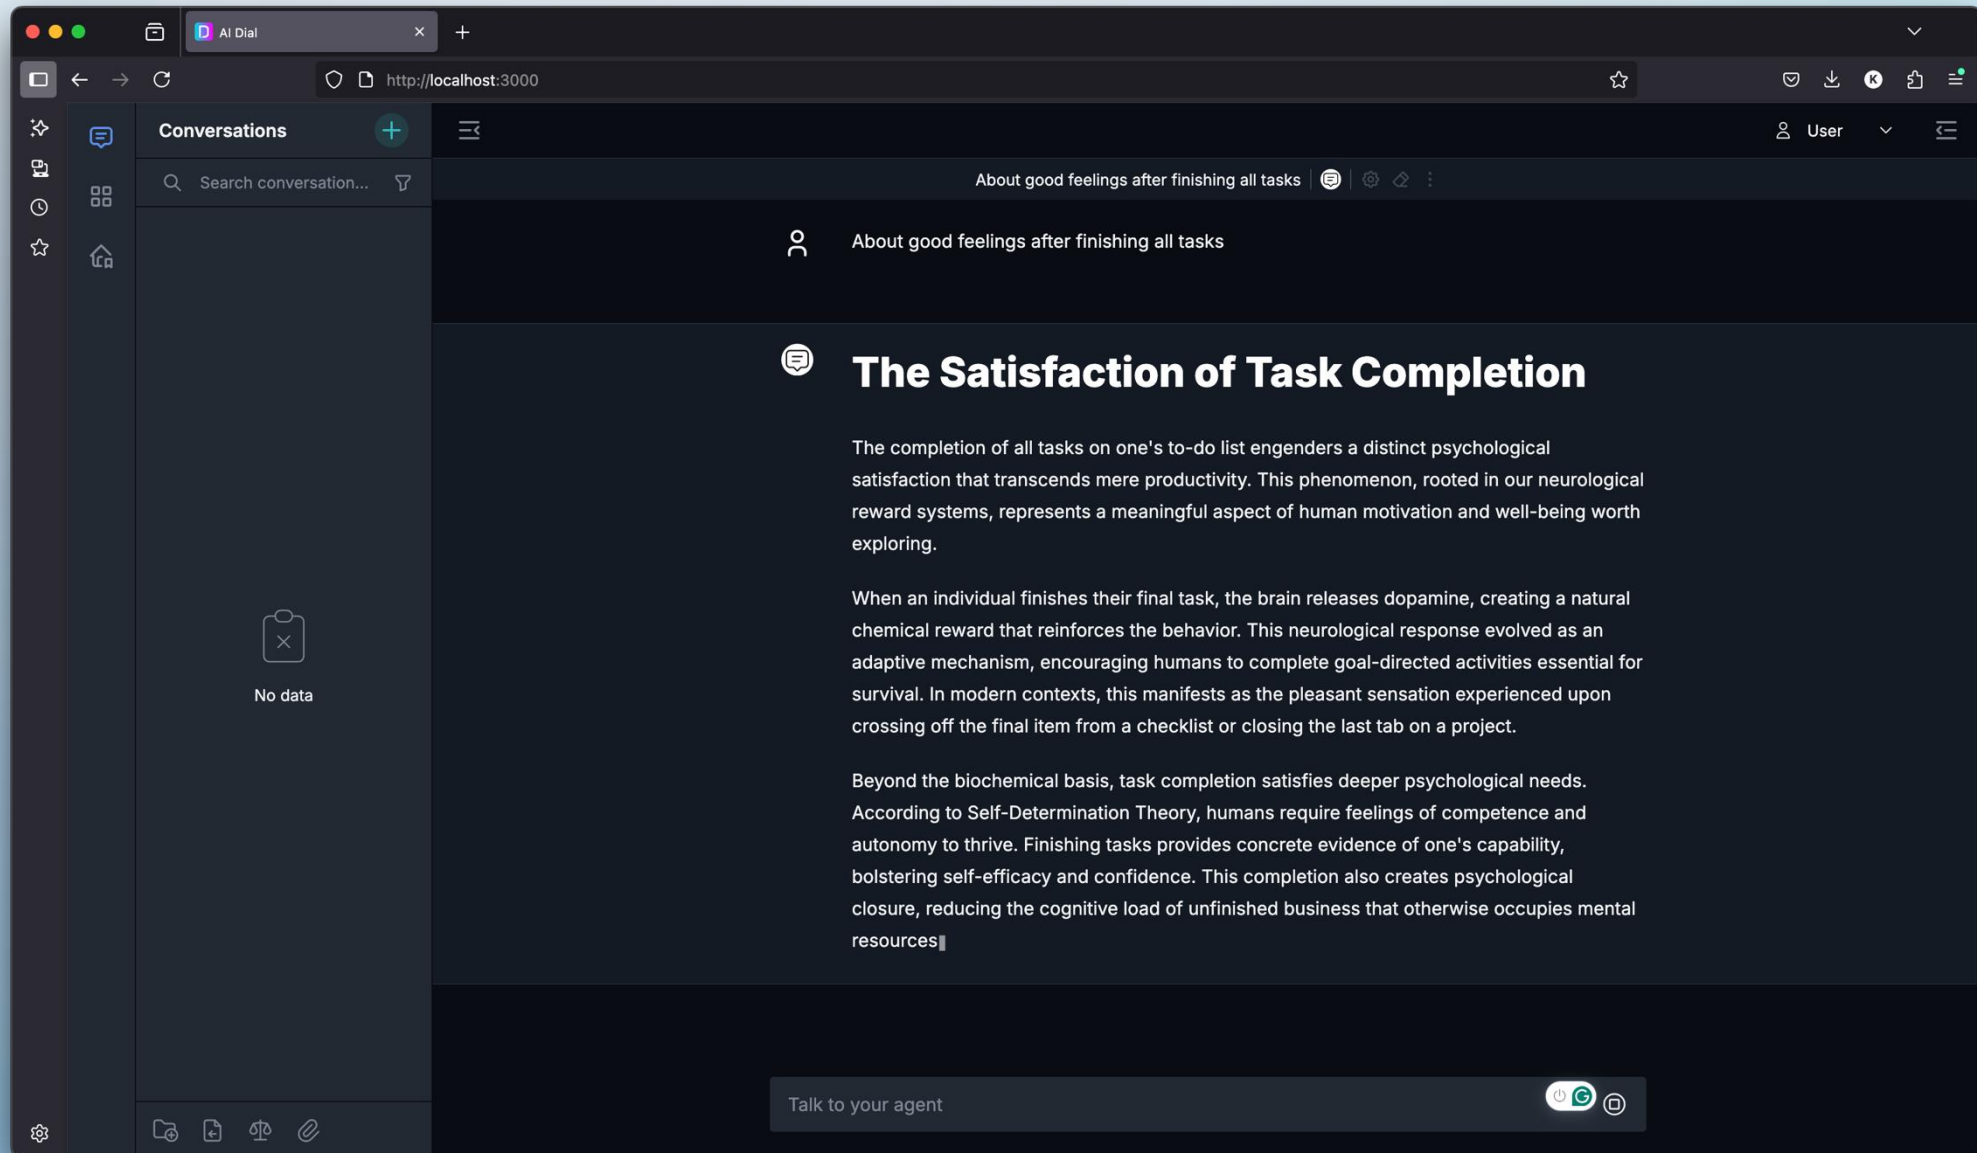 AI Dial
http://localhost:3000
K
Conversations
User
Search conversation...
About good feelings after finishing all tasks
About good feelings after finishing all tasks
The Satisfaction of Task Completion
The completion of all tasks on one's to-do list engenders a distinct psychological
satisfaction that transcends mere productivity. This phenomenon, rooted in our neurological
reward systems, represents a meaningful aspect of human motivation and well-being worth
exploring.
When an individual finishes their final task, the brain releases dopamine, creating a natural
chemical reward that reinforces the behavior. This neurological response evolved as an
adaptive mechanism, encouraging humans to complete goal-directed activities essential for
survival. In modern contexts, this manifests as the pleasant sensation experienced upon
crossing off the final item from a checklist or closing the last tab on a project.
No data
Beyond the biochemical basis, task completion satisfies deeper psychological needs.
According to Self-Determination Theory, humans require feelings of competence and
autonomy to thrive. Finishing tasks provides concrete evidence of one's capability,
bolstering self-efficacy and confidence. This completion also creates psychological
closure, reducing the cognitive load of unfinished business that otherwise occupies mental
resources
Talk to your agent